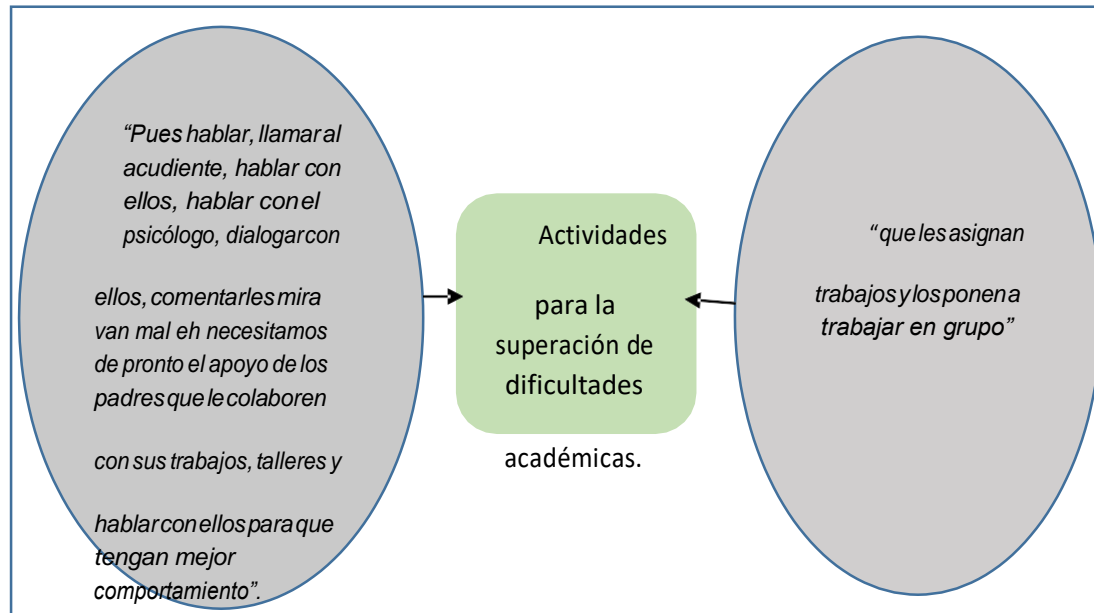 “Pues hablar, llamar al
acudiente, hablar con
ellos, hablar con el
psicólogo, dialogar con
ellos, comentarles mira
van mal eh necesitamos
de pronto el apoyo de los
padres que le colaboren
con sus trabajos, talleres y
hablar con ellos para que
tengan mejor
comportamiento”.
Actividades
para la
superación de
dificultades
académicas.
“que les asignan
trabajos y los ponen a
trabajar en grupo”